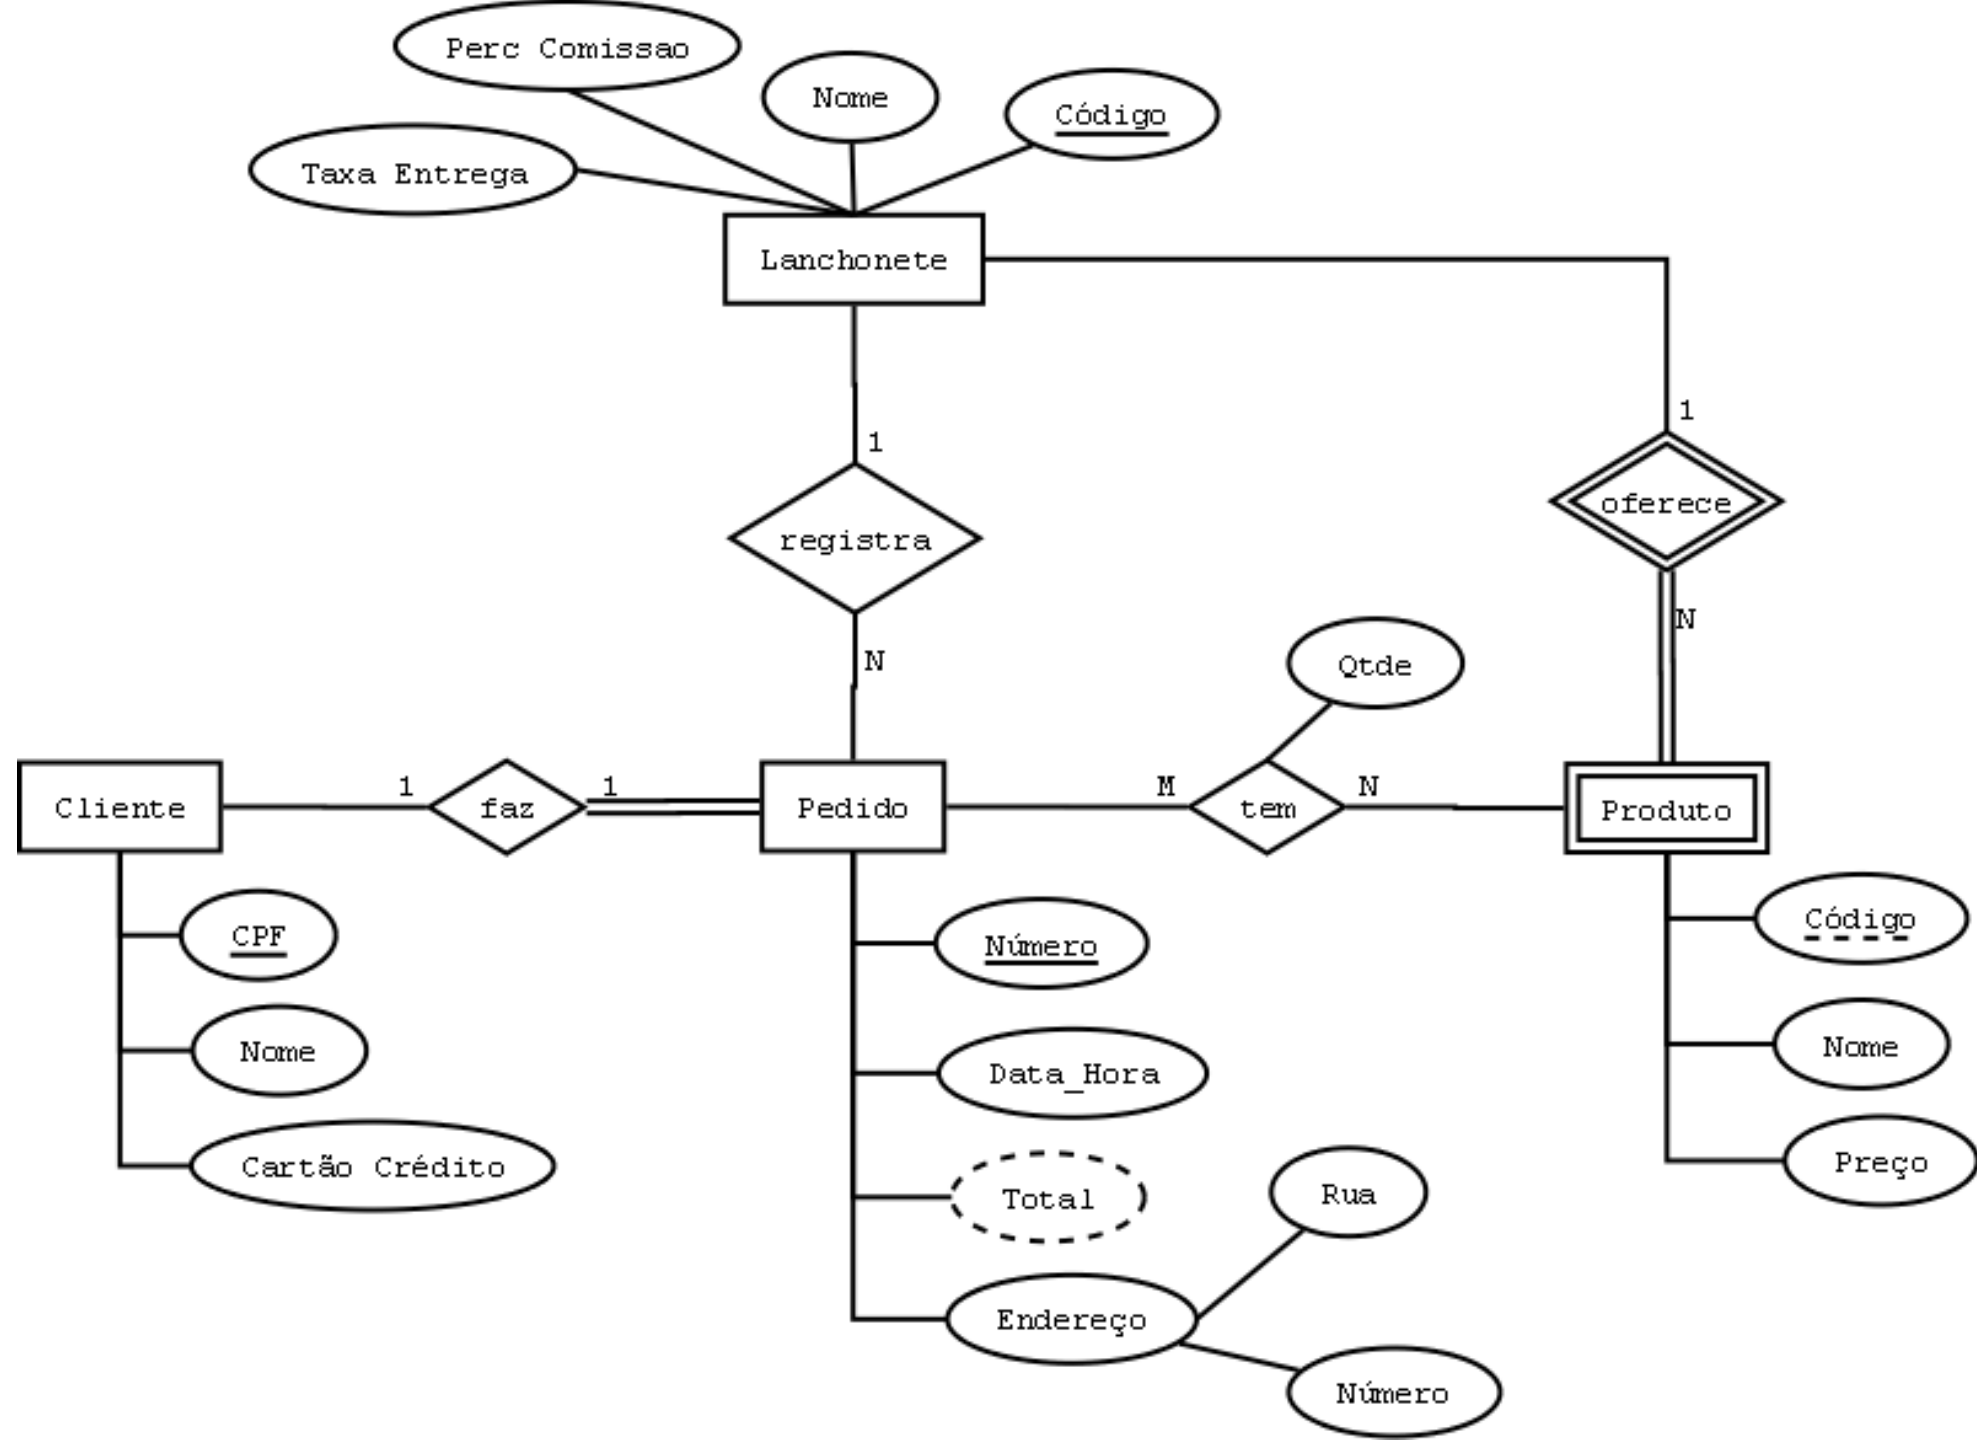 Perc Comissao
Nome
Código
Taxa Entrega
Lanchonete
1
1
registra
oferece
N
N
Qtde
Cliente
1
faz
1
Pedido
M
tem
N
Produto
CPF
Nome
Cartão Crédito
Número
Data_Hora
Total
Endereço
Rua
Número
Código
Nome
Preço